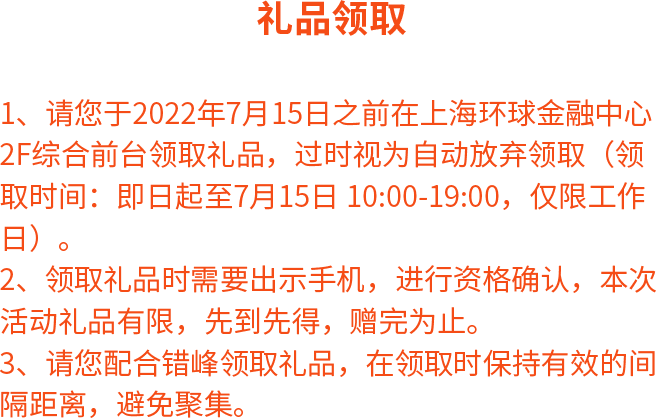 礼品领取
1、请您于2022年7月15日之前在上海环球金融中心
2F综合前台领取礼品，过时视为自动放弃领取（领
取时间：即日起至7月15日 10:00-19:00，仅限工作
日）。
2、领取礼品时需要出示手机，进行资格确认，本次
活动礼品有限，先到先得，赠完为止。
3、请您配合错峰领取礼品，在领取时保持有效的间
隔距离，避免聚集。